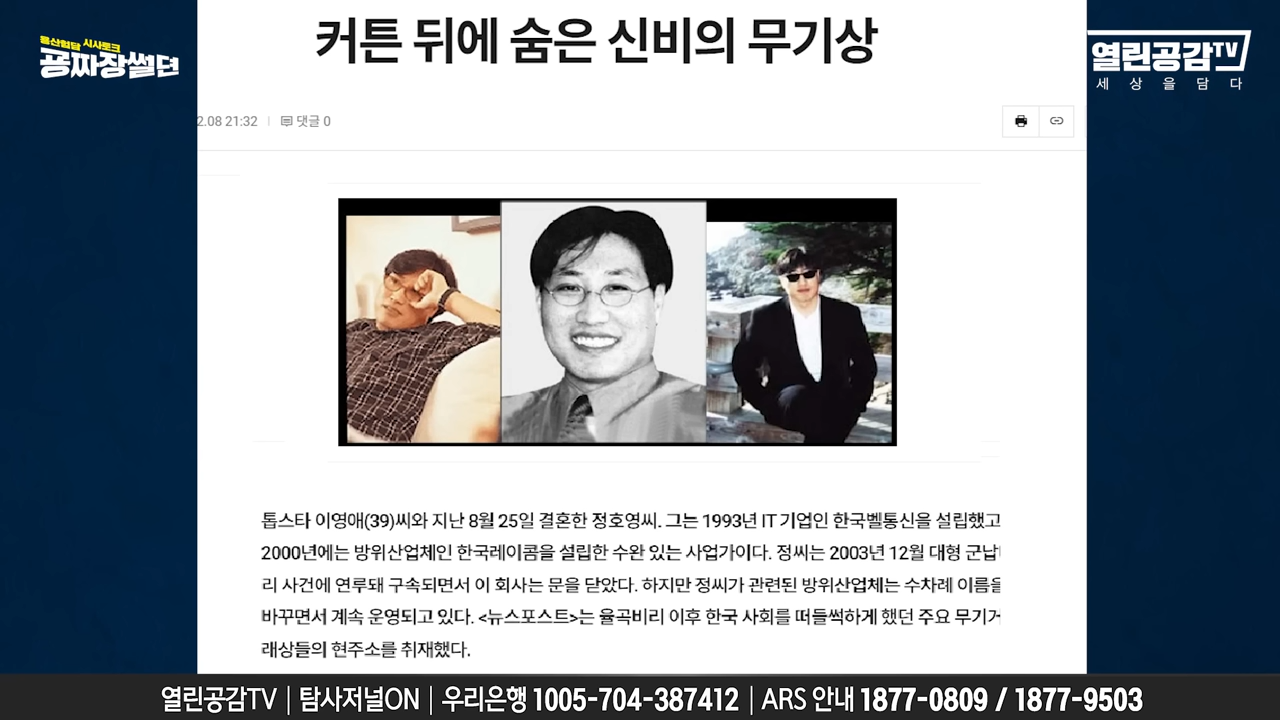 용산협담 시사토크
공짜장썰뎐
열린공감TV
세상을담다
커튼 뒤에 숨은 신비의 무기상
2.08 21:32 | 댓글 0
톱스타 이영애(39)씨와 지난 8월 25일 결혼한 정호영씨. 그는 1993년 IT 기업인 한국벨통신을 설립했고
2000년에는 방위산업체인 한국레이콤을 설립한 수완 있는 사업가이다. 정씨는 2003년 12월 대형 군납비
리 사건에 연루돼 구속되면서 이 회사는 문을 닫았다. 하지만 정씨가 관련된 방위산업체는 수차례 이름을
바꾸면서 계속 운영되고 있다. <뉴스포스트>는 율곡비리 이후 한국 사회를 떠들썩하게 했던 주요 무기거
래상들의 현주소를 취재했다.
열린공감TV | 탐사저널ON | 우리은행 1005-704-387412 | ARS 안내 1877-0809 / 1877-9503